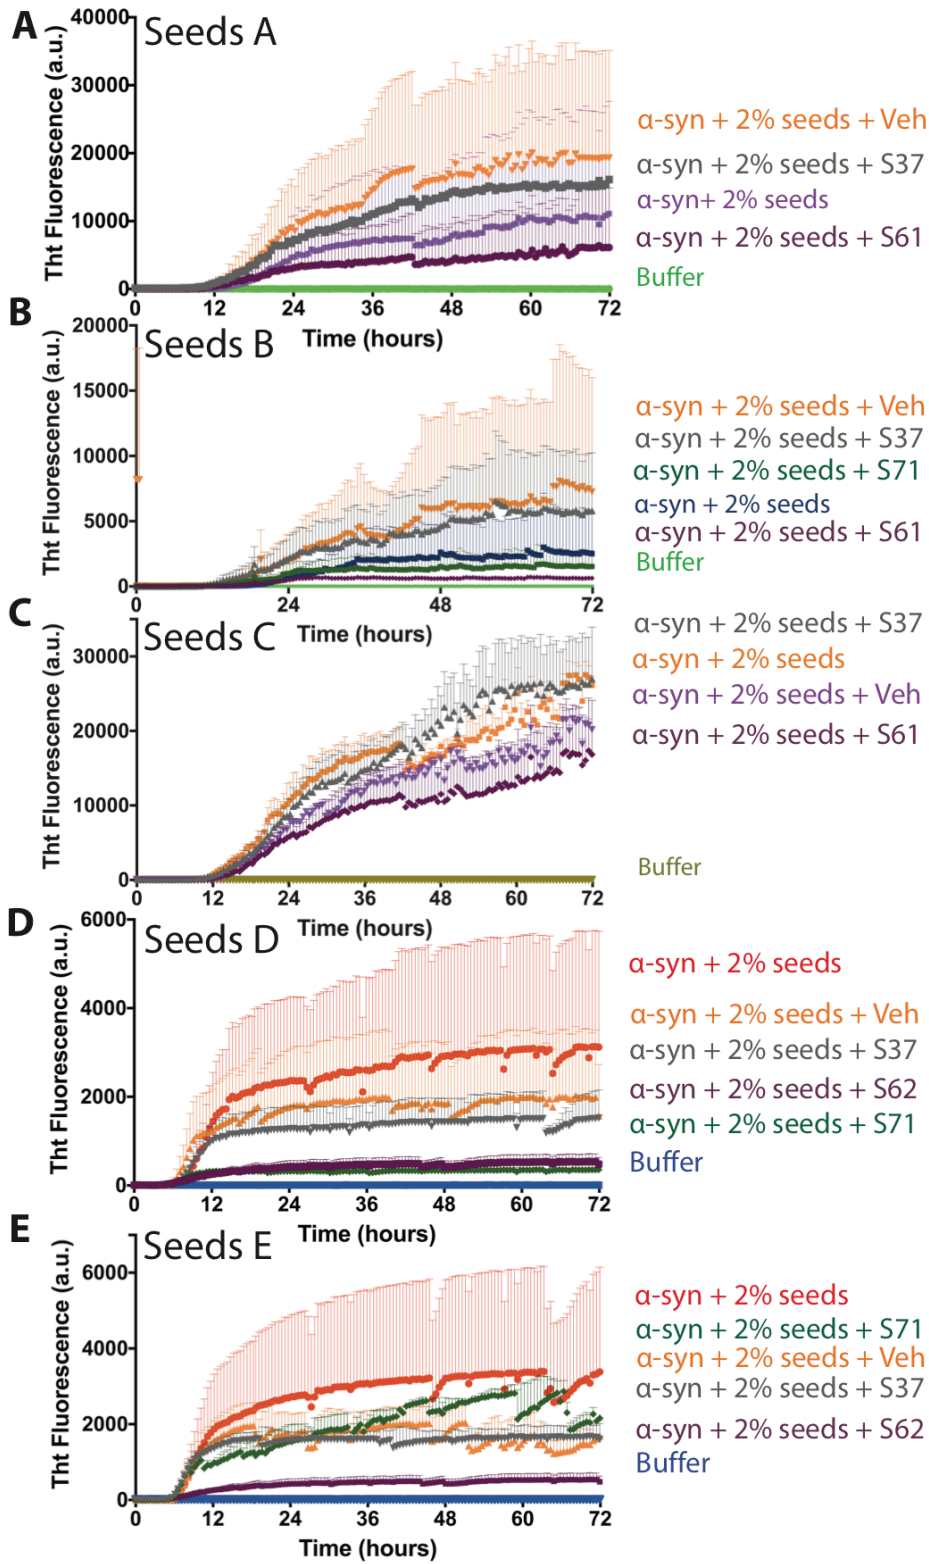 A
Seeds A
Tht Fluorescence (a.u.)
40000
30000
20000
10000
0
0 12 24 36 48 60 72
Time (hours)
α-syn + 2% seeds + Veh
α-syn + 2% seeds + S37
α-syn+ 2% seeds
α-syn + 2% seeds + S61
Buffer
B
Seeds B
Tht Fluorescence (a.u.)
20000
15000
10000
5000
0
0 24 48 72
Time (hours)
α-syn + 2% seeds + Veh
α-syn + 2% seeds + S37
α-syn + 2% seeds + S71
α-syn + 2% seeds
α-syn + 2% seeds + S61
Buffer
C
Seeds C
Tht Fluorescence (a.u.)
30000
20000
10000
0
0 12 24 36 48 60 72
Time (hours)
α-syn + 2% seeds + S37
α-syn + 2% seeds
α-syn + 2% seeds + Veh
α-syn + 2% seeds + S61
Buffer
D
Seeds D
Tht Fluorescence (a.u.)
6000
4000
2000
0
0 12 24 36 48 60 72
Time (hours)
α-syn + 2% seeds
α-syn + 2% seeds + Veh
α-syn + 2% seeds + S37
α-syn + 2% seeds + S62
α-syn + 2% seeds + S71
Buffer
E
Seeds E
Tht Fluorescence (a.u.)
6000
4000
2000
0
0 12 24 36 48 60 72
Time (hours)
α-syn + 2% seeds
α-syn + 2% seeds + S71
α-syn + 2% seeds + Veh
α-syn + 2% seeds + S37
α-syn + 2% seeds + S62
Buffer